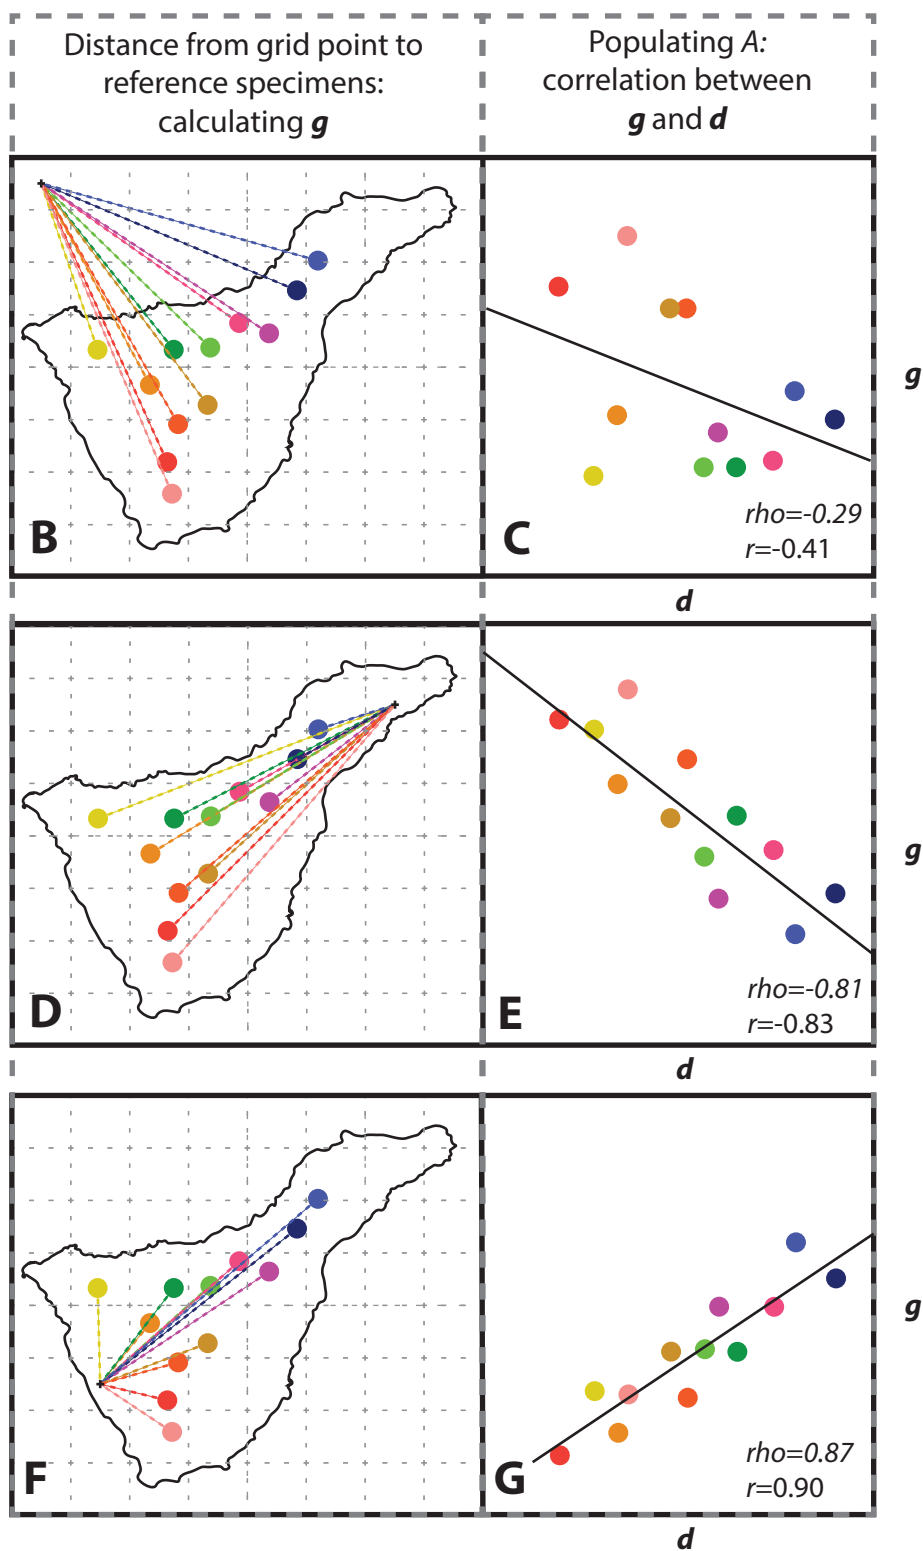 Distance from grid point to
reference specimens:
calculating g
Populating A:
correlation between
g and d
B
C
rho=-0.29
r=-0.41
g
d
D
E
rho=-0.81
r=-0.83
g
d
F
G
rho=0.87
r=0.90
g
d